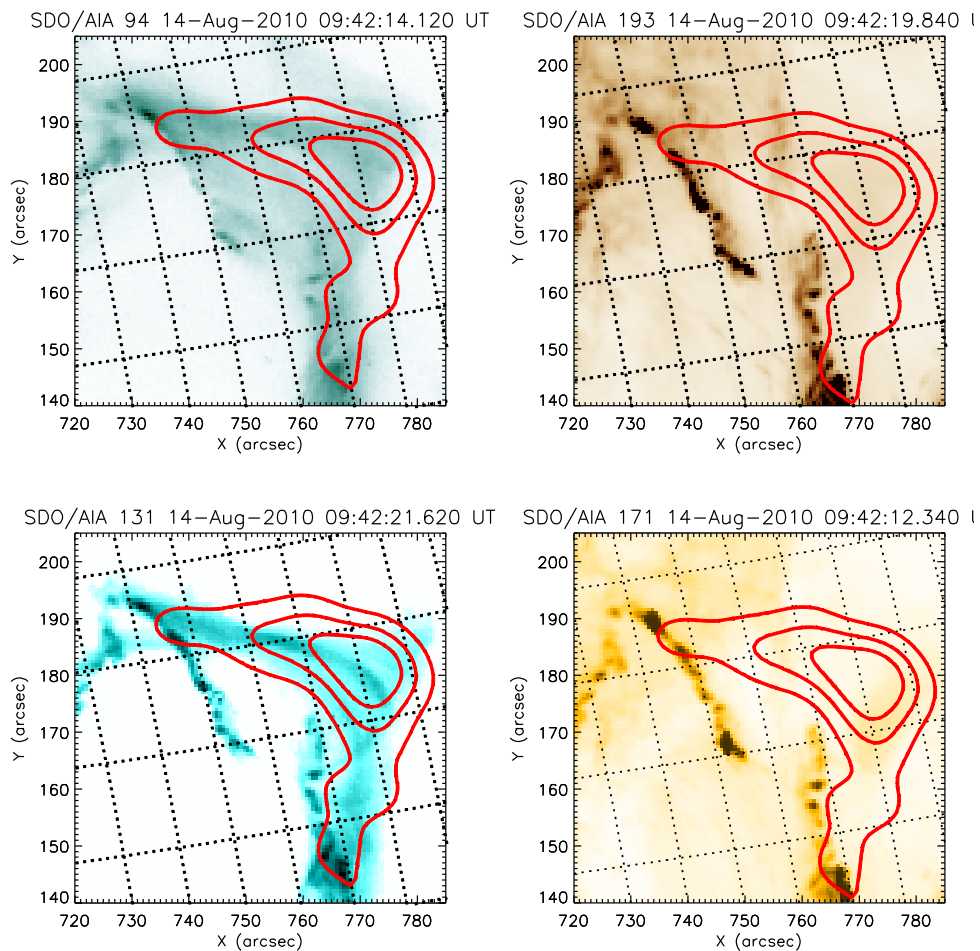 SDO/AIA 94 14-Aug-2010 09:42:14.120 UT
200
190
180
170
160
150
140
Y (arcsec)
720 730 740 750 760 770 780
X (arcsec)
SDO/AIA 193 14-Aug-2010 09:42:19.840 U
200
190
180
170
160
150
140
Y (arcsec)
720 730 740 750 760 770 780
X (arcsec)
SDO/AIA 131 14-Aug-2010 09:42:21.620 UT
200
190
180
170
160
150
140
Y (arcsec)
720 730 740 750 760 770 780
X (arcsec)
SDO/AIA 171 14-Aug-2010 09:42:12.340 U
200
190
180
170
160
150
140
Y (arcsec)
720 730 740 750 760 770 780
X (arcsec)